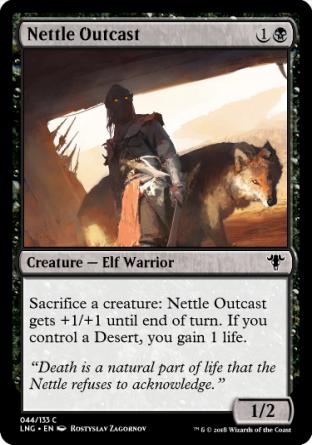 Nettle Outcast 1
Creature — Elf Warrior
Sacrifice a creature: Nettle Outcast
gets +1/+1 until end of turn. If you
control a Desert, you gain 1 life.
“Death is a natural part of life that the
Nettle refuses to acknowledge.”
1/2
044/133 C
LNG • EN Rostyslav Zagornov
™ & © 2018 Wizards of the Coast